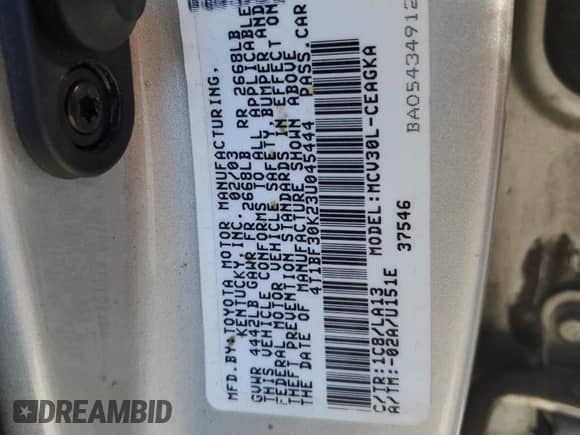 MFD.BY:TOYOTA MOTOR MANUFACTURING,
KENTUCKY, INC. 02/03
GVWR 4442LB GAWR FR 2668LB RR 2668LB
THIS VEHICLE CONFORMS TO ALL APPLICABLE
FEDERAL MOTOR VEHICLE SAFETY, BUMPER AND
THEFT PREVENTION STANDARDS IN EFFECT ON
THE DATE OF MANUFACTURE SHOWN ABOVE.
4T1BF30K23U045444 PASS.CAR
MODEL:MCV30L-CEAGKA
C/TR:1C8/LA13
A/TM:-02A/U151E 37546
BA05434912
DREAMBID